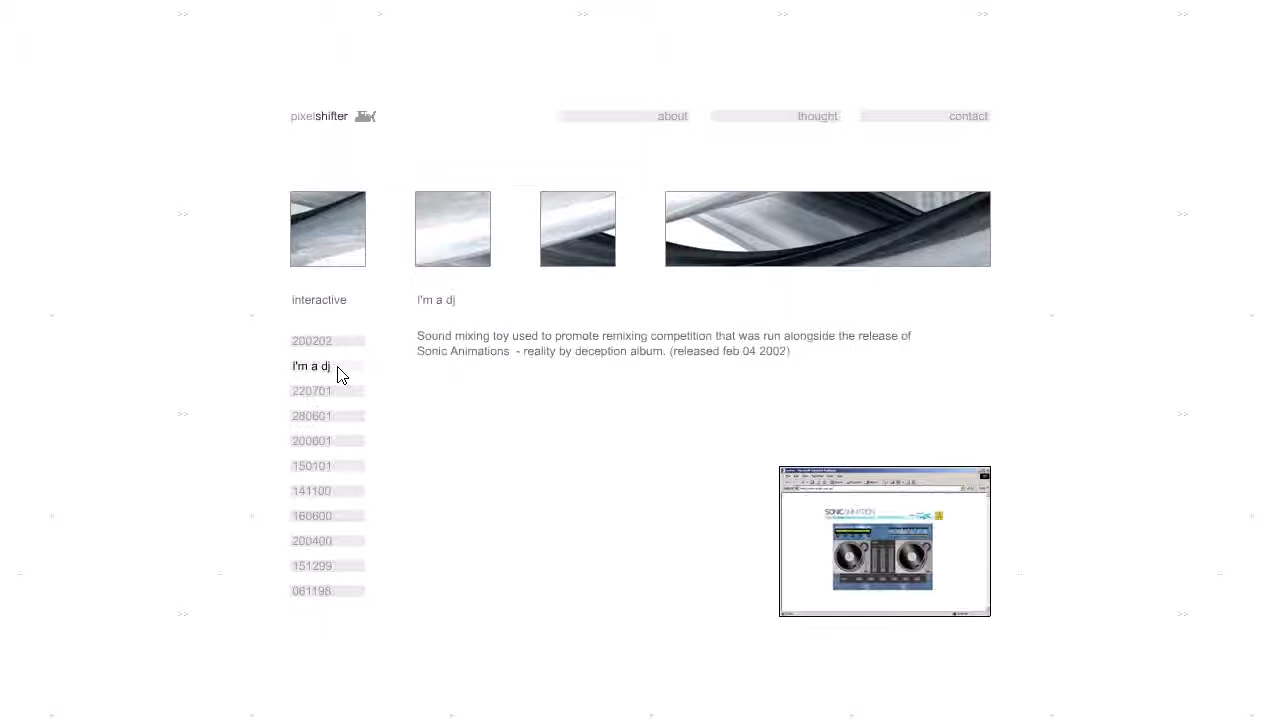 >> > >> >> >> >>
pixelshifter
about
thought
contact
>> >>
interactive
I'm a dj
200202
Sound mixing toy used to promote remixing competition that was run alongside the release of
Sonic Animations - reality by deception album. (released feb 04 2002)
I'm a dj
220701
>> >>
280601
200601
150101
141100
160600
SONICANIMATION
200400
151299
061198
>> >>